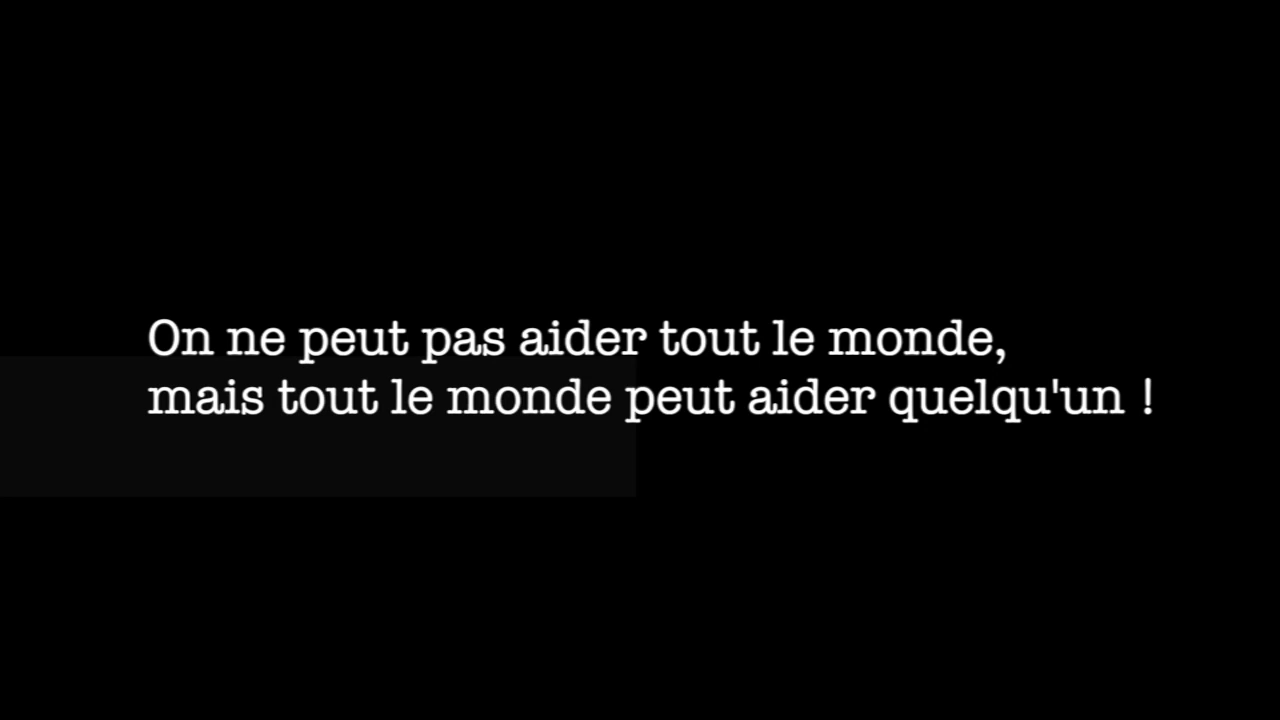 On ne peut pas aider tout le monde,
mais tout le monde peut aider quelqu'un !